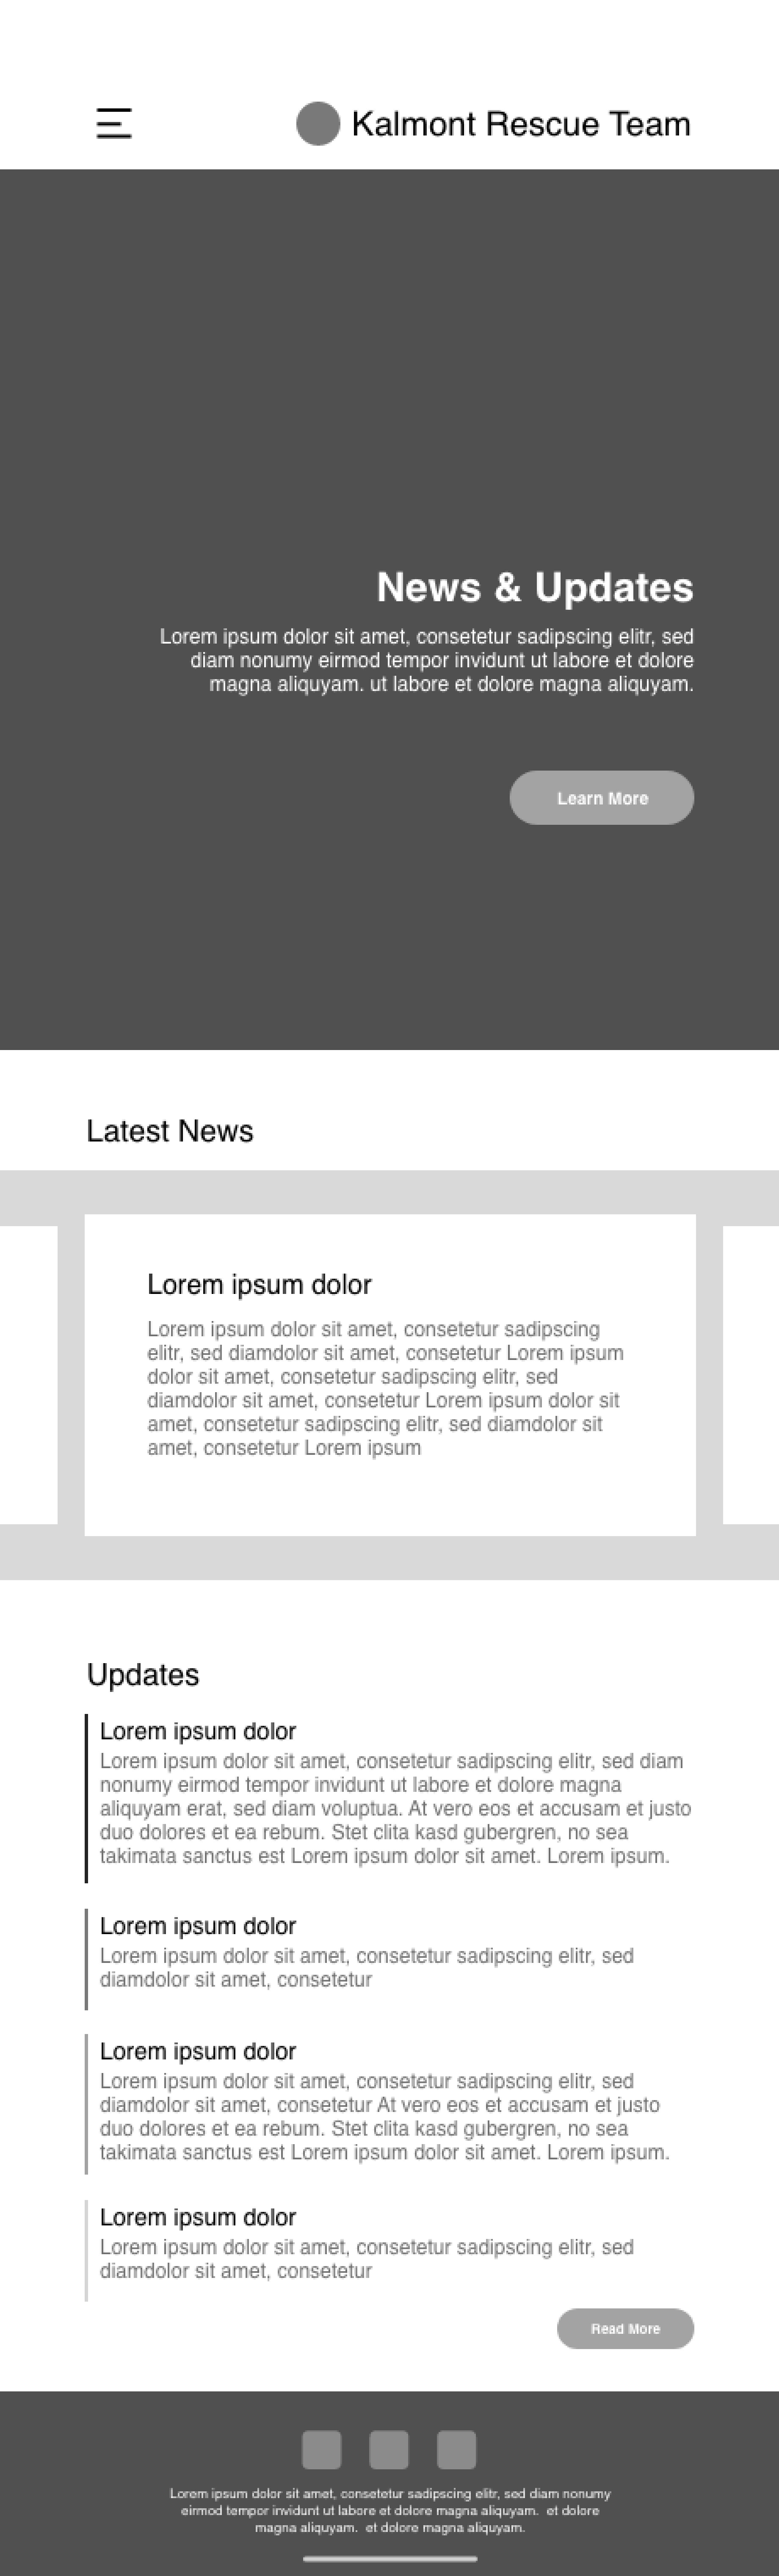 Kalmont Rescue Team
News & Updates
Lorem ipsum dolor sit amet, consetetur sadipscing elitr, sed
diam nonumy eirmod tempor invidunt ut labore et dolore
magna aliquyam. ut labore et dolore magna aliquyam.
Learn More
Latest News
Lorem ipsum dolor
Lorem ipsum dolor sit amet, consetetur sadipscing
elitr, sed diamdolor sit amet, consetetur Lorem ipsum
dolor sit amet, consetetur sadipscing elitr, sed
diamdolor sit amet, consetetur Lorem ipsum dolor sit
amet, consetetur sadipscing elitr, sed diamdolor sit
amet, consetetur Lorem ipsum
Updates
Lorem ipsum dolor
Lorem ipsum dolor sit amet, consetetur sadipscing elitr, sed diam
nonumy eirmod tempor invidunt ut labore et dolore magna
aliquyam erat, sed diam voluptua. At vero eos et accusam et justo
duo dolores et ea rebum. Stet clita kasd gubergren, no sea
takimata sanctus est Lorem ipsum dolor sit amet. Lorem ipsum.
Lorem ipsum dolor
Lorem ipsum dolor sit amet, consetetur sadipscing elitr, sed
diamdolor sit amet, consetetur
Lorem ipsum dolor
Lorem ipsum dolor sit amet, consetetur sadipscing elitr, sed
diamdolor sit amet, consetetur At vero eos et accusam et justo
duo dolores et ea rebum. Stet clita kasd gubergren, no sea
takimata sanctus est Lorem ipsum dolor sit amet. Lorem ipsum.
Lorem ipsum dolor
Lorem ipsum dolor sit amet, consetetur sadipscing elitr, sed
diamdolor sit amet, consetetur
Read More
Lorem ipsum dolor sit amet, consetetur sadipscing elitr, sed diam nonumy
eirmod tempor invidunt ut labore et dolore magna aliquyam. et dolore
magna aliquyam. et dolore magna aliquyam.